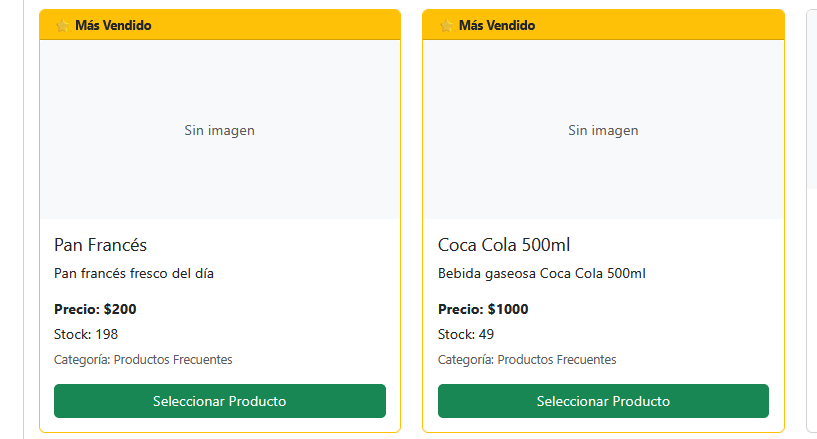 ⭐ Más Vendido
Sin imagen
Pan Francés
Pan francés fresco del día
Precio: $200
Stock: 198
Categoría: Productos Frecuentes
Seleccionar Producto
⭐ Más Vendido
Sin imagen
Coca Cola 500ml
Bebida gaseosa Coca Cola 500ml
Precio: $1000
Stock: 49
Categoría: Productos Frecuentes
Seleccionar Producto